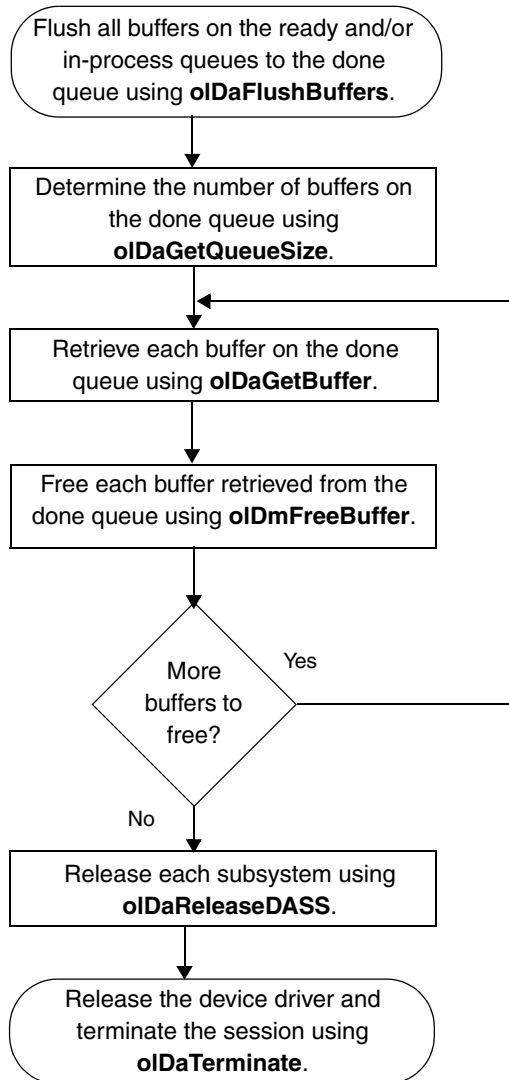 Flush all buffers on the ready and/or
in-process queues to the done
queue using olDaFlushBuffers.
Determine the number of buffers on
the done queue using
olDaGetQueueSize.
Retrieve each buffer on the done
queue using olDaGetBuffer.
Free each buffer retrieved from the
done queue using olDmFreeBuffer.
More
buffers to
free?
Yes
No
Release each subsystem using
olDaReleaseDASS.
Release the device driver and
terminate the session using
olDaTerminate.